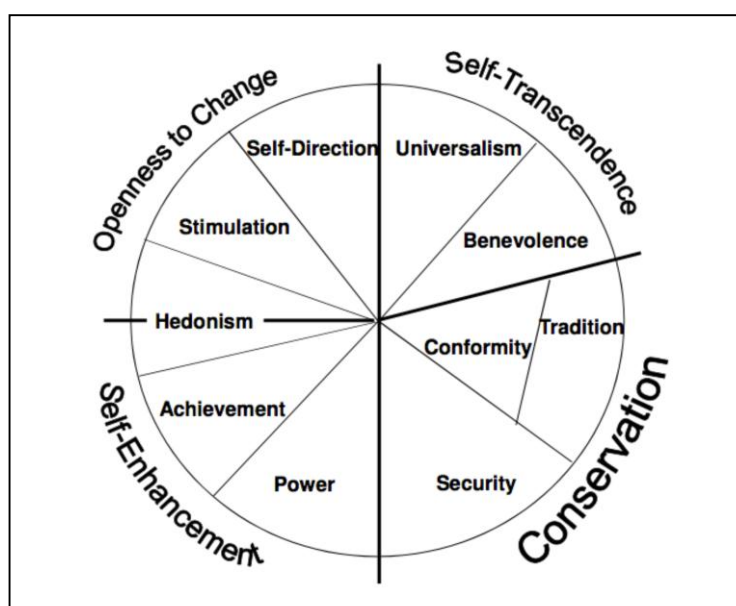 Self-Transcendence
Openness to Change
Self-Direction
Universalism
Stimulation
Benevolence
Hedonism
Tradition
Conformity
Achievement
Power
Security
Self-Enhancement
Conservation